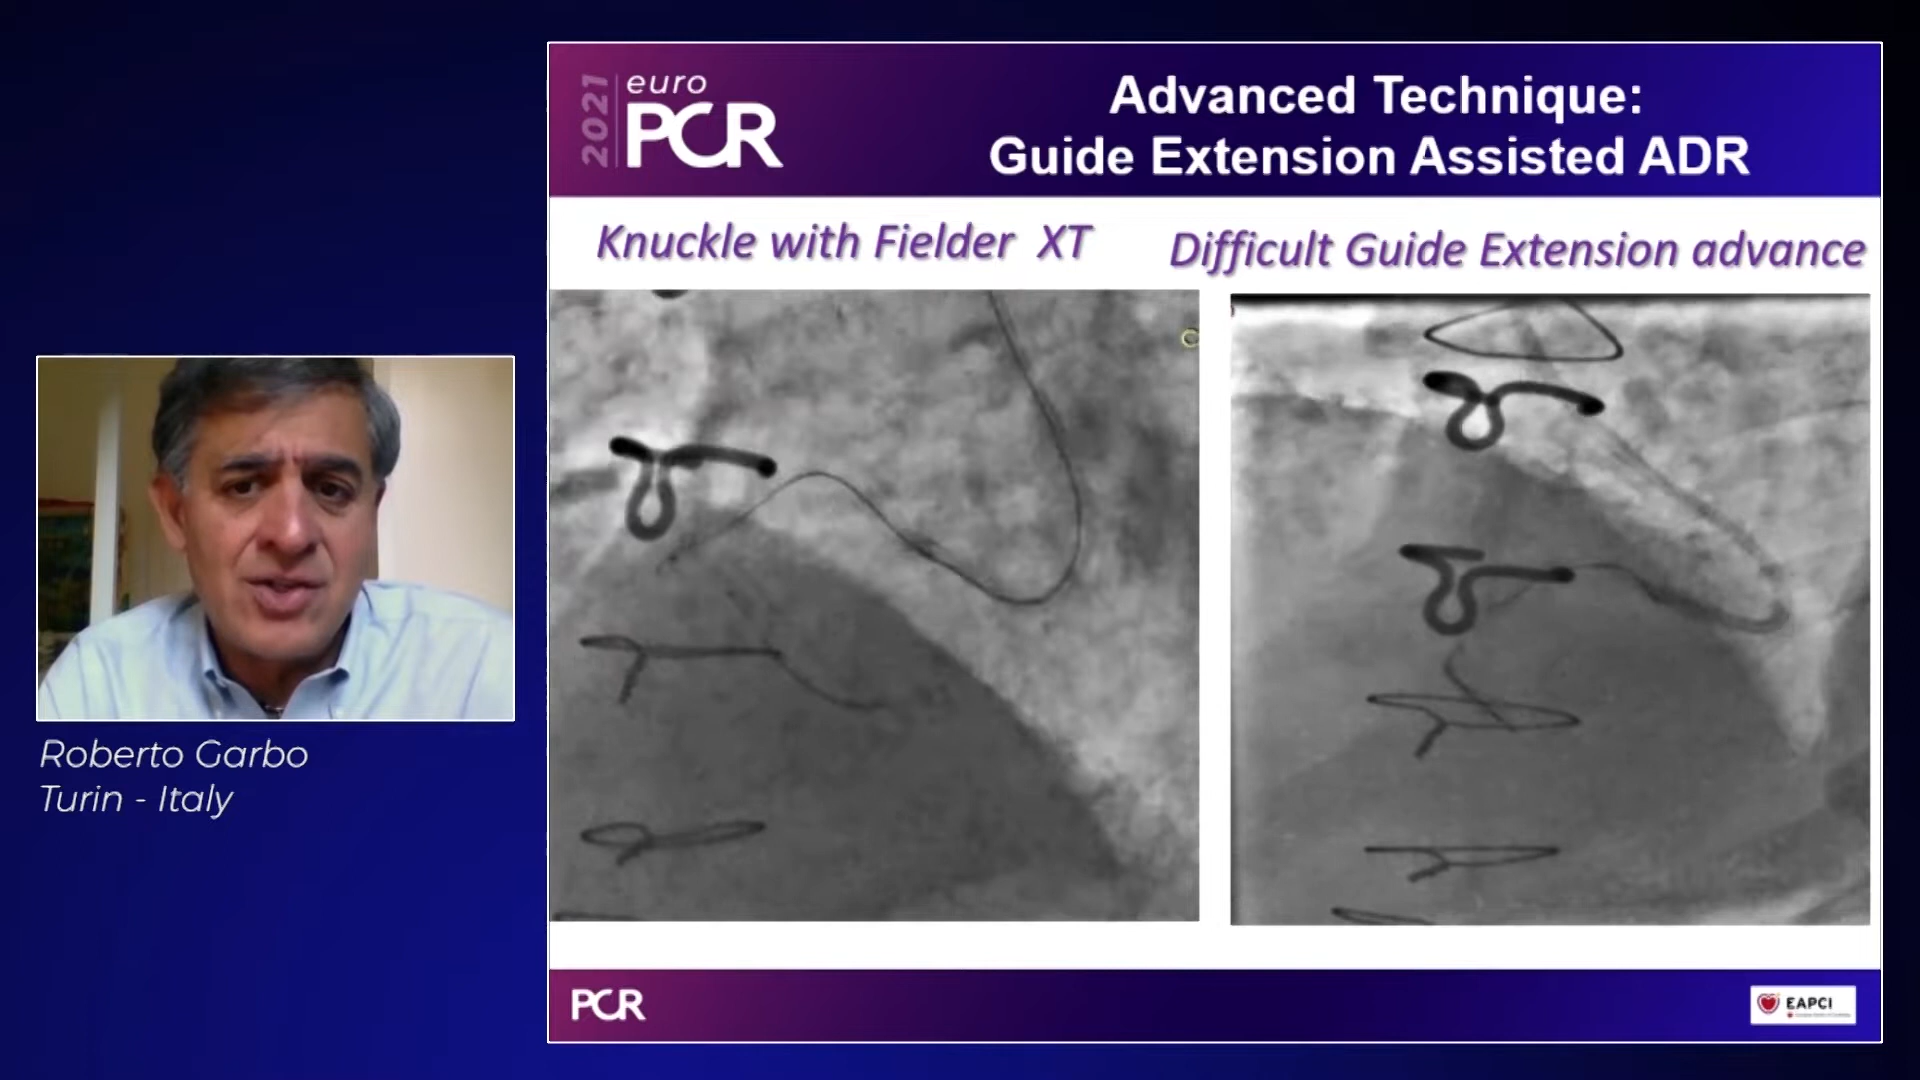 2021
euro
PCR
Advanced Technique:
Guide Extension Assisted ADR
Knuckle with Fielder XT
Difficult Guide Extension advance
Roberto Garbo
Turin - Italy
PCR
EAPCI